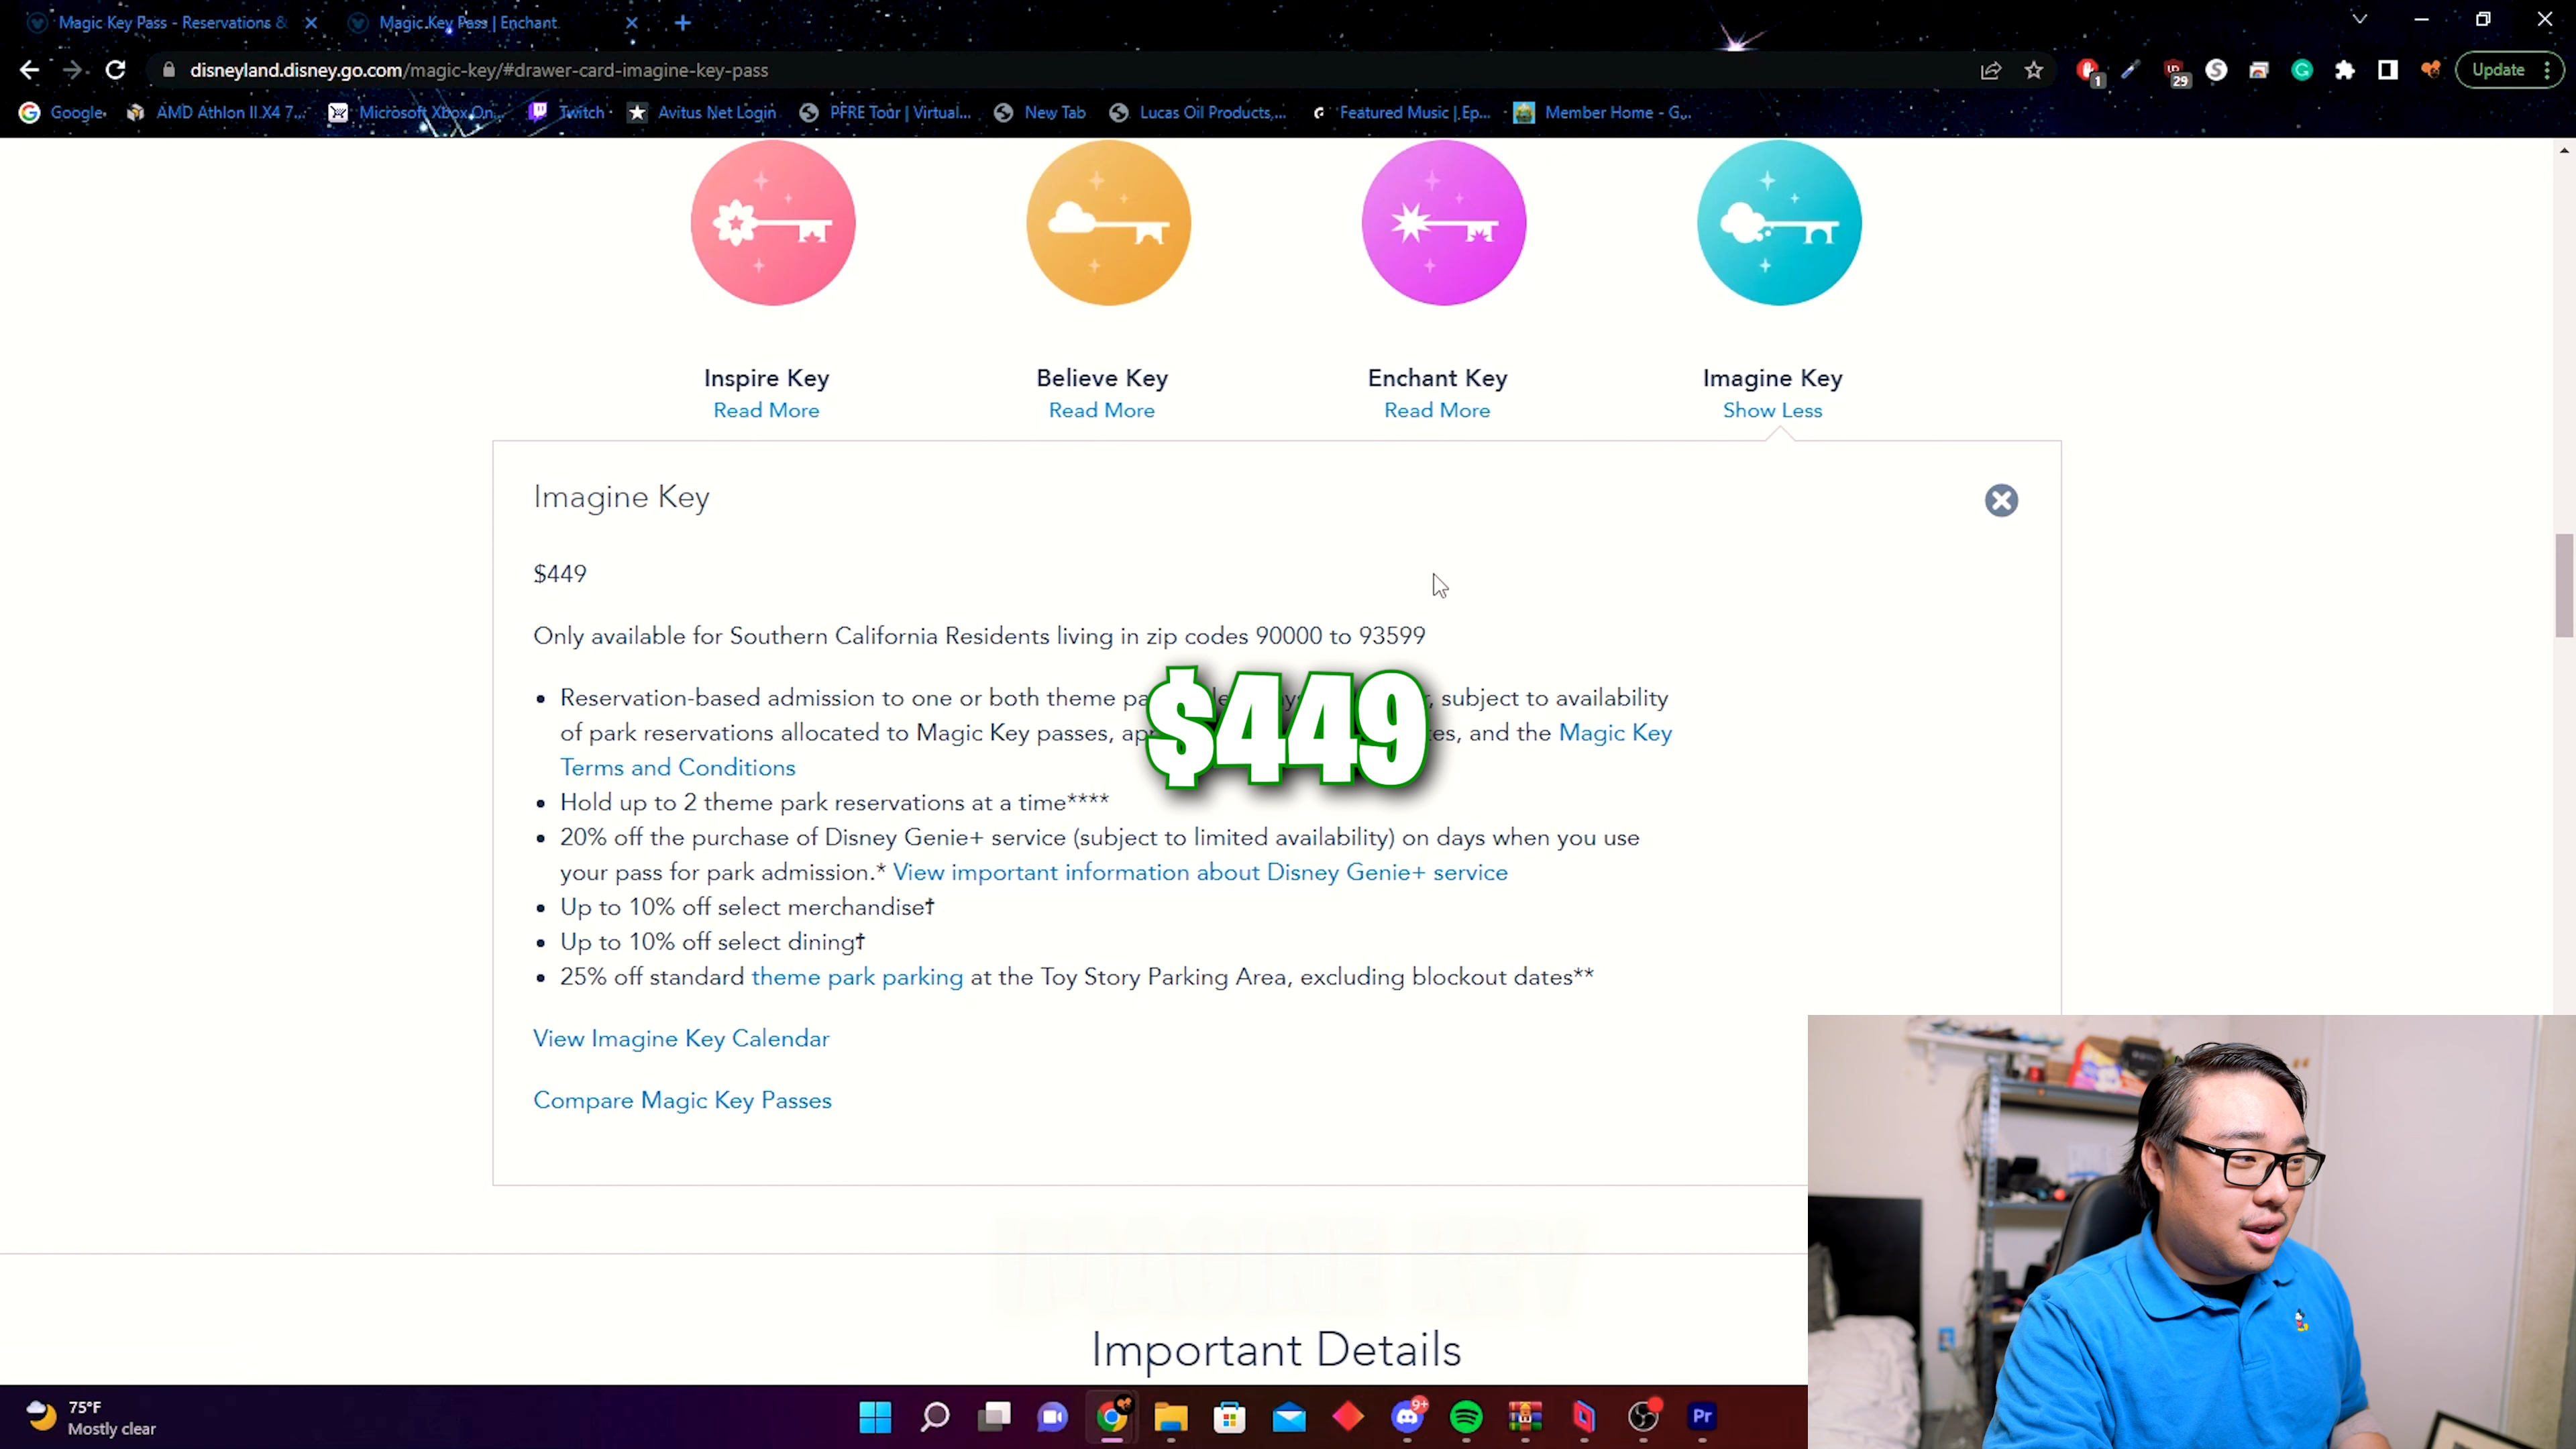 Magic Key Pass - Reservations &
Magic Key Pass | Enchant
disneyland.disney.go.com/magic-key/#drawer-card-imagine-key-pass
1
29
Update
Google
AMD Athlon II X4 7...
Microsoft Xbox On...
Twitch
Avitus Net Login
PFRE Tour | Virtual...
New Tab
Lucas Oil Products,...
Featured Music | Ep...
Member Home - G...
Inspire Key
Read More
Believe Key
Read More
Enchant Key
Read More
Imagine Key
Show Less
Imagine Key
$449
Only available for Southern California Residents living in zip codes 90000 to 93599
• Reservation-based admission to one or both theme subject to availability
of park reservations allocated to Magic Key passes, and the Magic Key
Terms and Conditions
$449
• Hold up to 2 theme park reservations at a time****
• 20% off the purchase of Disney Genie+ service (subject to limited availability) on days when you use
your pass for park admission.* View important information about Disney Genie+ service
• Up to 10% off select merchandise†
• Up to 10% off select dining†
• 25% off standard theme park parking at the Toy Story Parking Area, excluding blockout dates**
View Imagine Key Calendar
Compare Magic Key Passes
Important Details
75°F
Mostly clear
9+
Pr